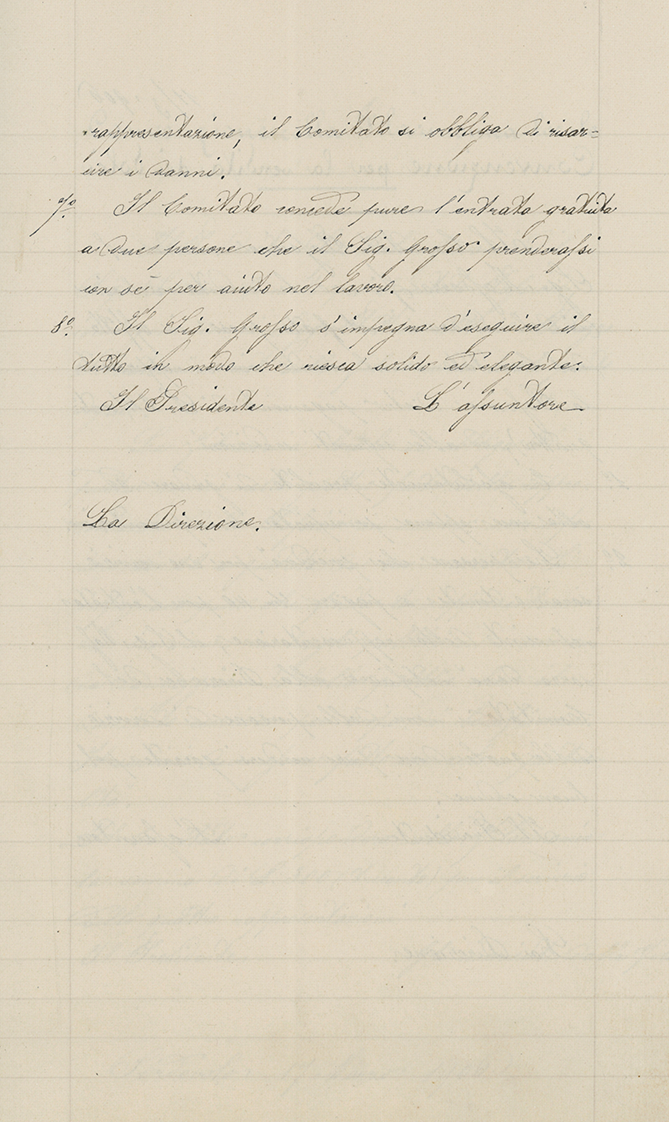 rappresentazione, il Comitato si obbliga di risar=
cire i danni.
7º. Il Comitato concede pure l'entrata gratuita
a due persone che il Sig. Grosso prenderassi
con sè per aiuto nel lavoro.
8º. Il Sig. Grosso s'impegna d'eseguire il
tutto in modo che riesca solido ed elegante.
Il Presidente L'assuntore
La Direzione.